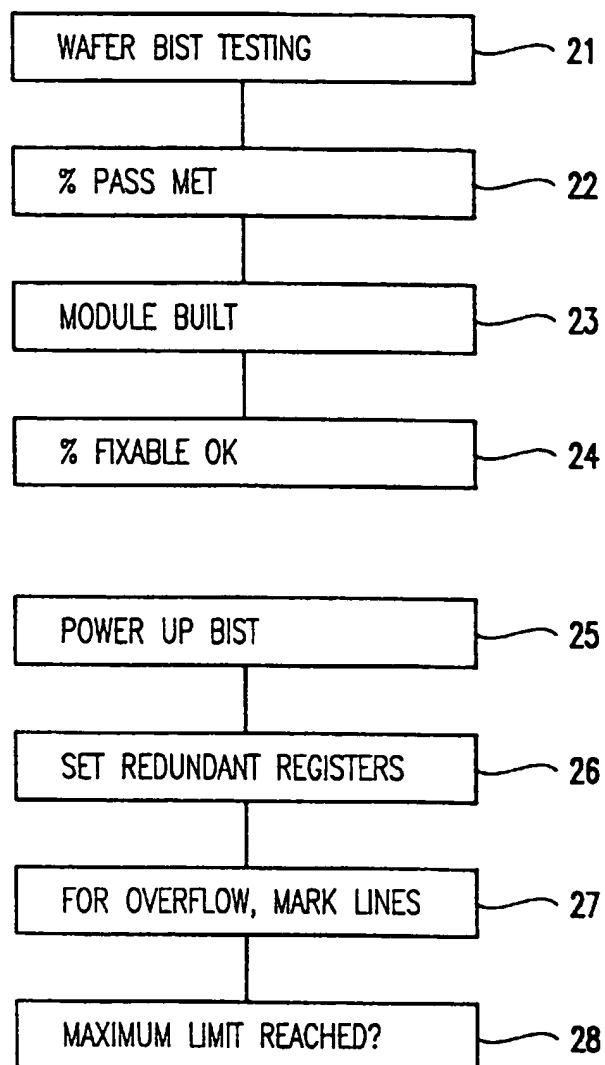 WAFER BIST TESTING 21
% PASS MET 22
MODULE BUILT 23
% FIXABLE OK 24
POWER UP BIST 25
SET REDUNDANT REGISTERS 26
FOR OVERFLOW, MARK LINES 27
MAXIMUM LIMIT REACHED? 28